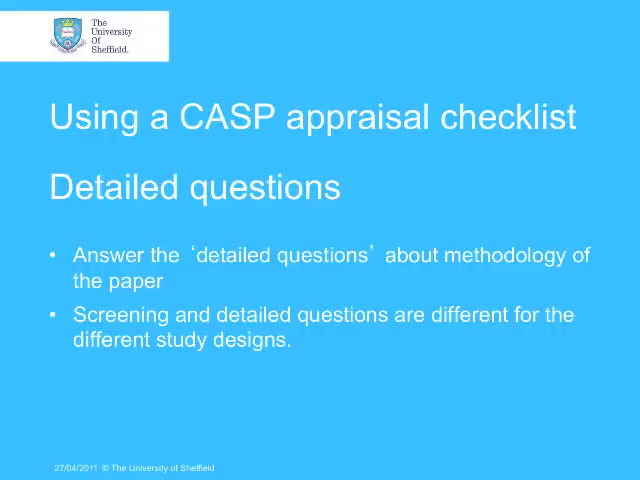 The
University
Of
Sheffield.
Using a CASP appraisal checklist
Detailed questions
• Answer the ‘detailed questions’ about methodology of
the paper
• Screening and detailed questions are different for the
different study designs.
27/04/2011 © The University of Sheffield